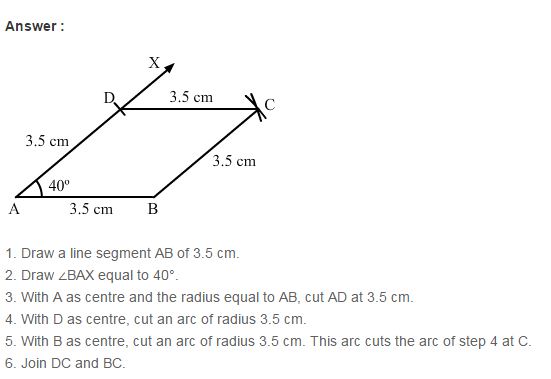 Answer :
X
D
3.5 cm
C
3.5 cm
3.5 cm
40°
A
3.5 cm
B
1. Draw a line segment AB of 3.5 cm.
2. Draw ∠BAX equal to 40°.
3. With A as centre and the radius equal to AB, cut AD at 3.5 cm.
4. With D as centre, cut an arc of radius 3.5 cm.
5. With B as centre, cut an arc of radius 3.5 cm. This arc cuts the arc of step 4 at C.
6. Join DC and BC.